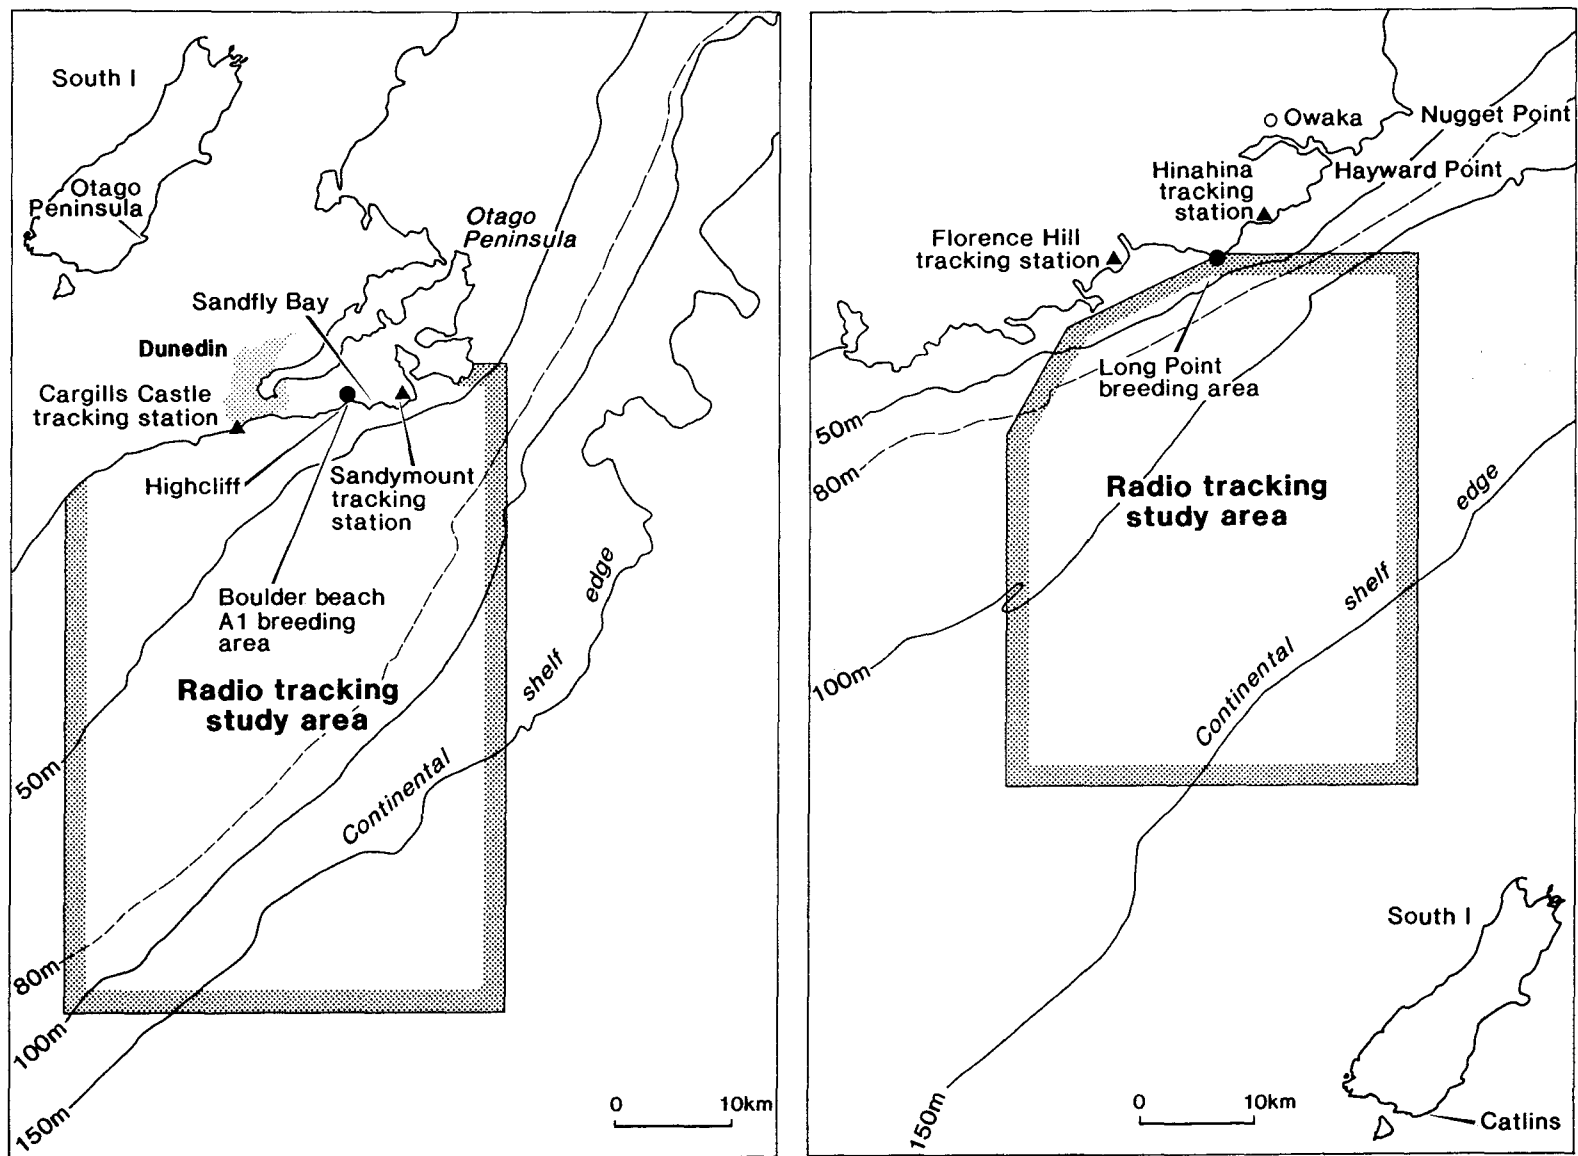 South I
Otago
Peninsula
Otago
Peninsula
Sandfly Bay
Dunedin
Cargills Castle
tracking station
Highcliff
Sandymount
tracking
station
Boulder beach
A1 breeding
area
Radio tracking
study area
edge
shelf
Continental
50m
80m
100m
150m
0 10km
Owaka
Nugget Point
Hinahina
tracking
station
Hayward Point
Florence Hill
tracking station
Long Point
breeding area
50m
80m
Radio tracking
study area
edge
shelf
Continental
100m
150m
South I
Catlins
0 10km